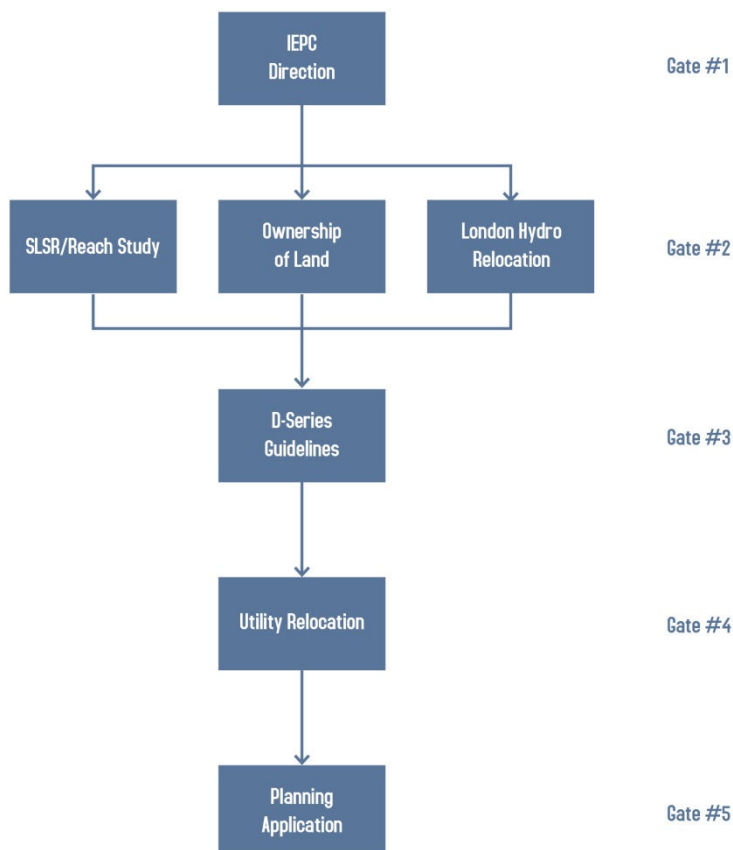 IEPC
Direction
Gate #1
SLSR/Reach Study
Ownership
of Land
London Hydro
Relocation
Gate #2
D-Series
Guidelines
Gate #3
Utility Relocation
Gate #4
Planning
Application
Gate #5